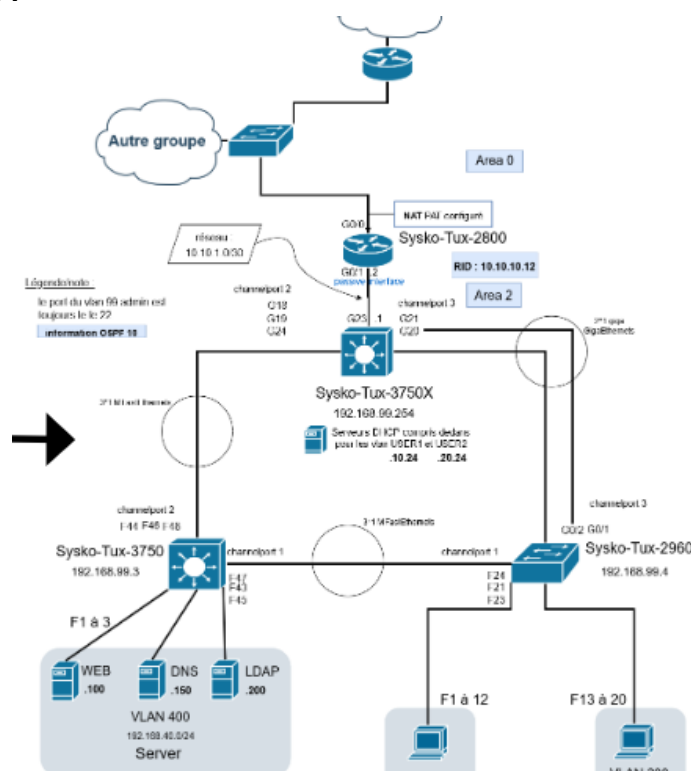 Autre groupe
Area 0
NAT PAT configuré
G0/0
Sysko-Tux-2800
réseau
10.10.1.0/30
G0/1 .2
passive interface
RID : 10.10.10.12
Area 2
Légende/note
le port du vlan 99 admin est
toujours le le 22
information OSPF 10
channelport 2
G18
G19
G24
channelport 3
G23 .1
G21
G20
GigaEthernets
Sysko-Tux-3750X
192.168.99.254
Serveurs DHCP compris dedans
pour les vlan USER1 et USER2
.10.24 .20.24
channelport 2
F44 F46 F48
3*1 MFastEthernets
channelport 3
G0/2 G0/1
Sysko-Tux-3750
192.168.99.3
channelport 1
F47
F43
F45
channelport 1
F24
F21
F23
Sysko-Tux-2960
192.168.99.4
F1 à 3
WEB
.100
DNS
.150
LDAP
.200
VLAN 400
192.168.40.0/24
Server
F1 à 12
F13 à 20